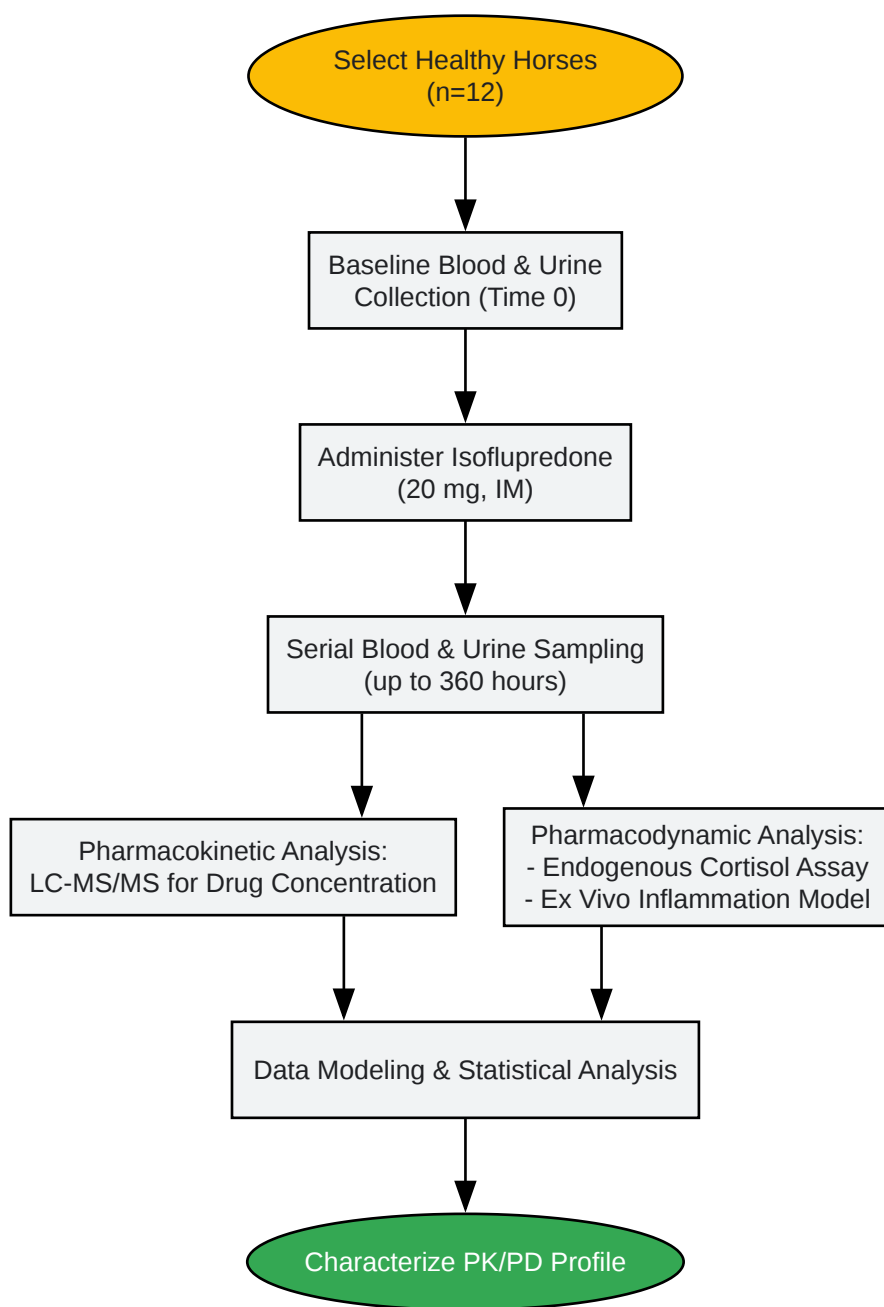 Select Healthy Horses
(n=12)
Baseline Blood & Urine
Collection (Time 0)
Administer Isoflupredone
(20 mg, IM)
Serial Blood & Urine Sampling
(up to 360 hours)
Pharmacokinetic Analysis:
LC-MS/MS for Drug Concentration
Pharmacodynamic Analysis:
- Endogenous Cortisol Assay
- Ex Vivo Inflammation Model
Data Modeling & Statistical Analysis
Characterize PK/PD Profile